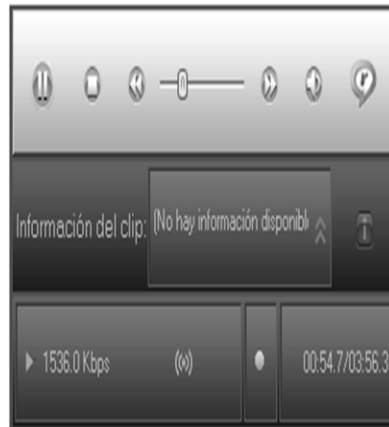 Información del clip: (No hay información disponibl
1536.0 Kbps 00:54.7/03:56.3